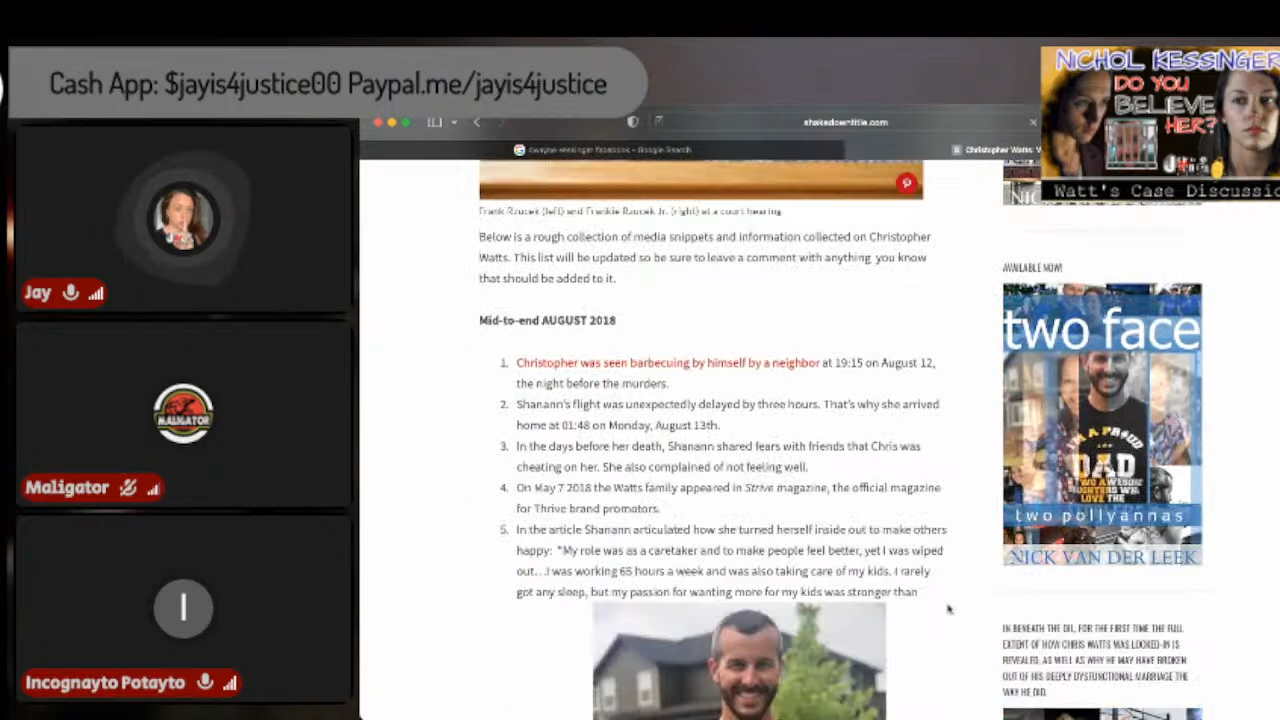 Cash App: $jayis4justice00 Paypal.me/jayis4justice
NICHOL KESSINGER
DO YOU
BELIEVE
HER?
Watt's Case Discussio
shakedowntitle.com
dwayne kessinger facebook - Google Search
Christopher Watts: W
Jay
Maligator
Incognayto Potayto
MALIGATOR
I
Frank Rzucek (left) and Frankie Rzucek Jr. (right) at a court hearing
Below is a rough collection of media snippets and information collected on Christopher
Watts. This list will be updated so be sure to leave a comment with anything you know
that should be added to it.
Mid-to-end AUGUST 2018
1. Christopher was seen barbecuing by himself by a neighbor at 19:15 on August 12,
the night before the murders.
2. Shanann's flight was unexpectedly delayed by three hours. That's why she arrived
home at 01:48 on Monday, August 13th.
3. In the days before her death, Shanann shared fears with friends that Chris was
cheating on her. She also complained of not feeling well.
4. On May 7 2018 the Watts family appeared in Strive magazine, the official magazine
for Thrive brand promotors.
5. In the article Shanann articulated how she turned herself inside out to make others
happy: "My role was as a caretaker and to make people feel better, yet I was wiped
out…I was working 65 hours a week and was also taking care of my kids. I rarely
got any sleep, but my passion for wanting more for my kids was stronger than
AVAILABLE NOW!
two face
I'M A PROUD
DAD
two pollyannas
NICK VAN DER LEEK
IN BENEATH THE OIL, FOR THE FIRST TIME THE FULL
EXTENT OF HOW CHRIS WATTS WAS LOCKED-IN IS
REVEALED, AS WELL AS WHY HE MAY HAVE BROKEN
OUT OF HIS DEEPLY DYSFUNCTIONAL MARRIAGE THE
WAY HE DID.